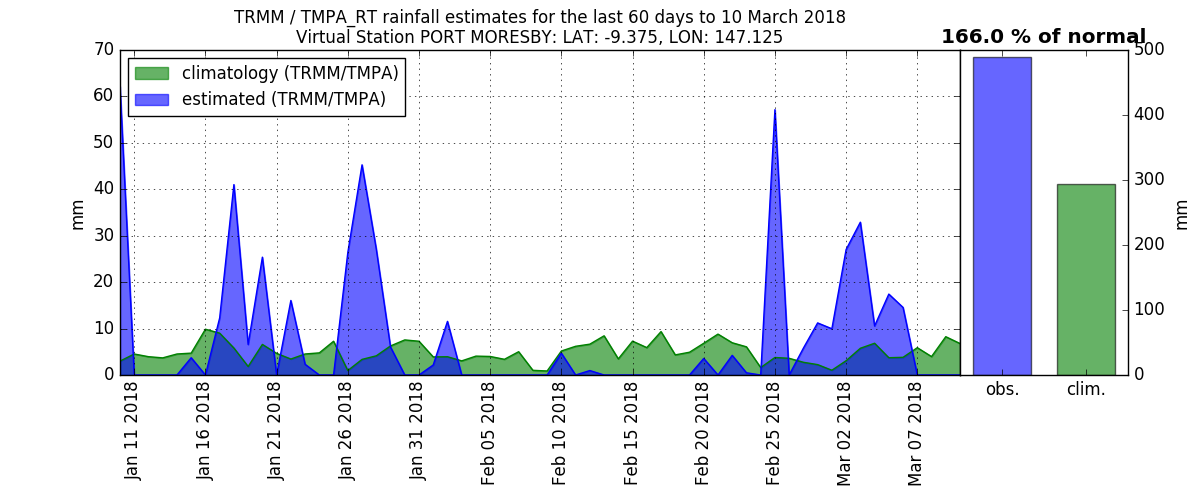 TRMM / TMPA_RT rainfall estimates for the last 60 days to 10 March 2018
Virtual Station PORT MORESBY: LAT: -9.375, LON: 147.125
166.0 % of normal
climatology (TRMM/TMPA)
estimated (TRMM/TMPA)
70
60
50
40
30
20
10
0
mm
Jan 11 2018
Jan 16 2018
Jan 21 2018
Jan 26 2018
Jan 31 2018
Feb 05 2018
Feb 10 2018
Feb 15 2018
Feb 20 2018
Feb 25 2018
Mar 02 2018
Mar 07 2018
500
400
300
200
100
0
mm
obs.
clim.